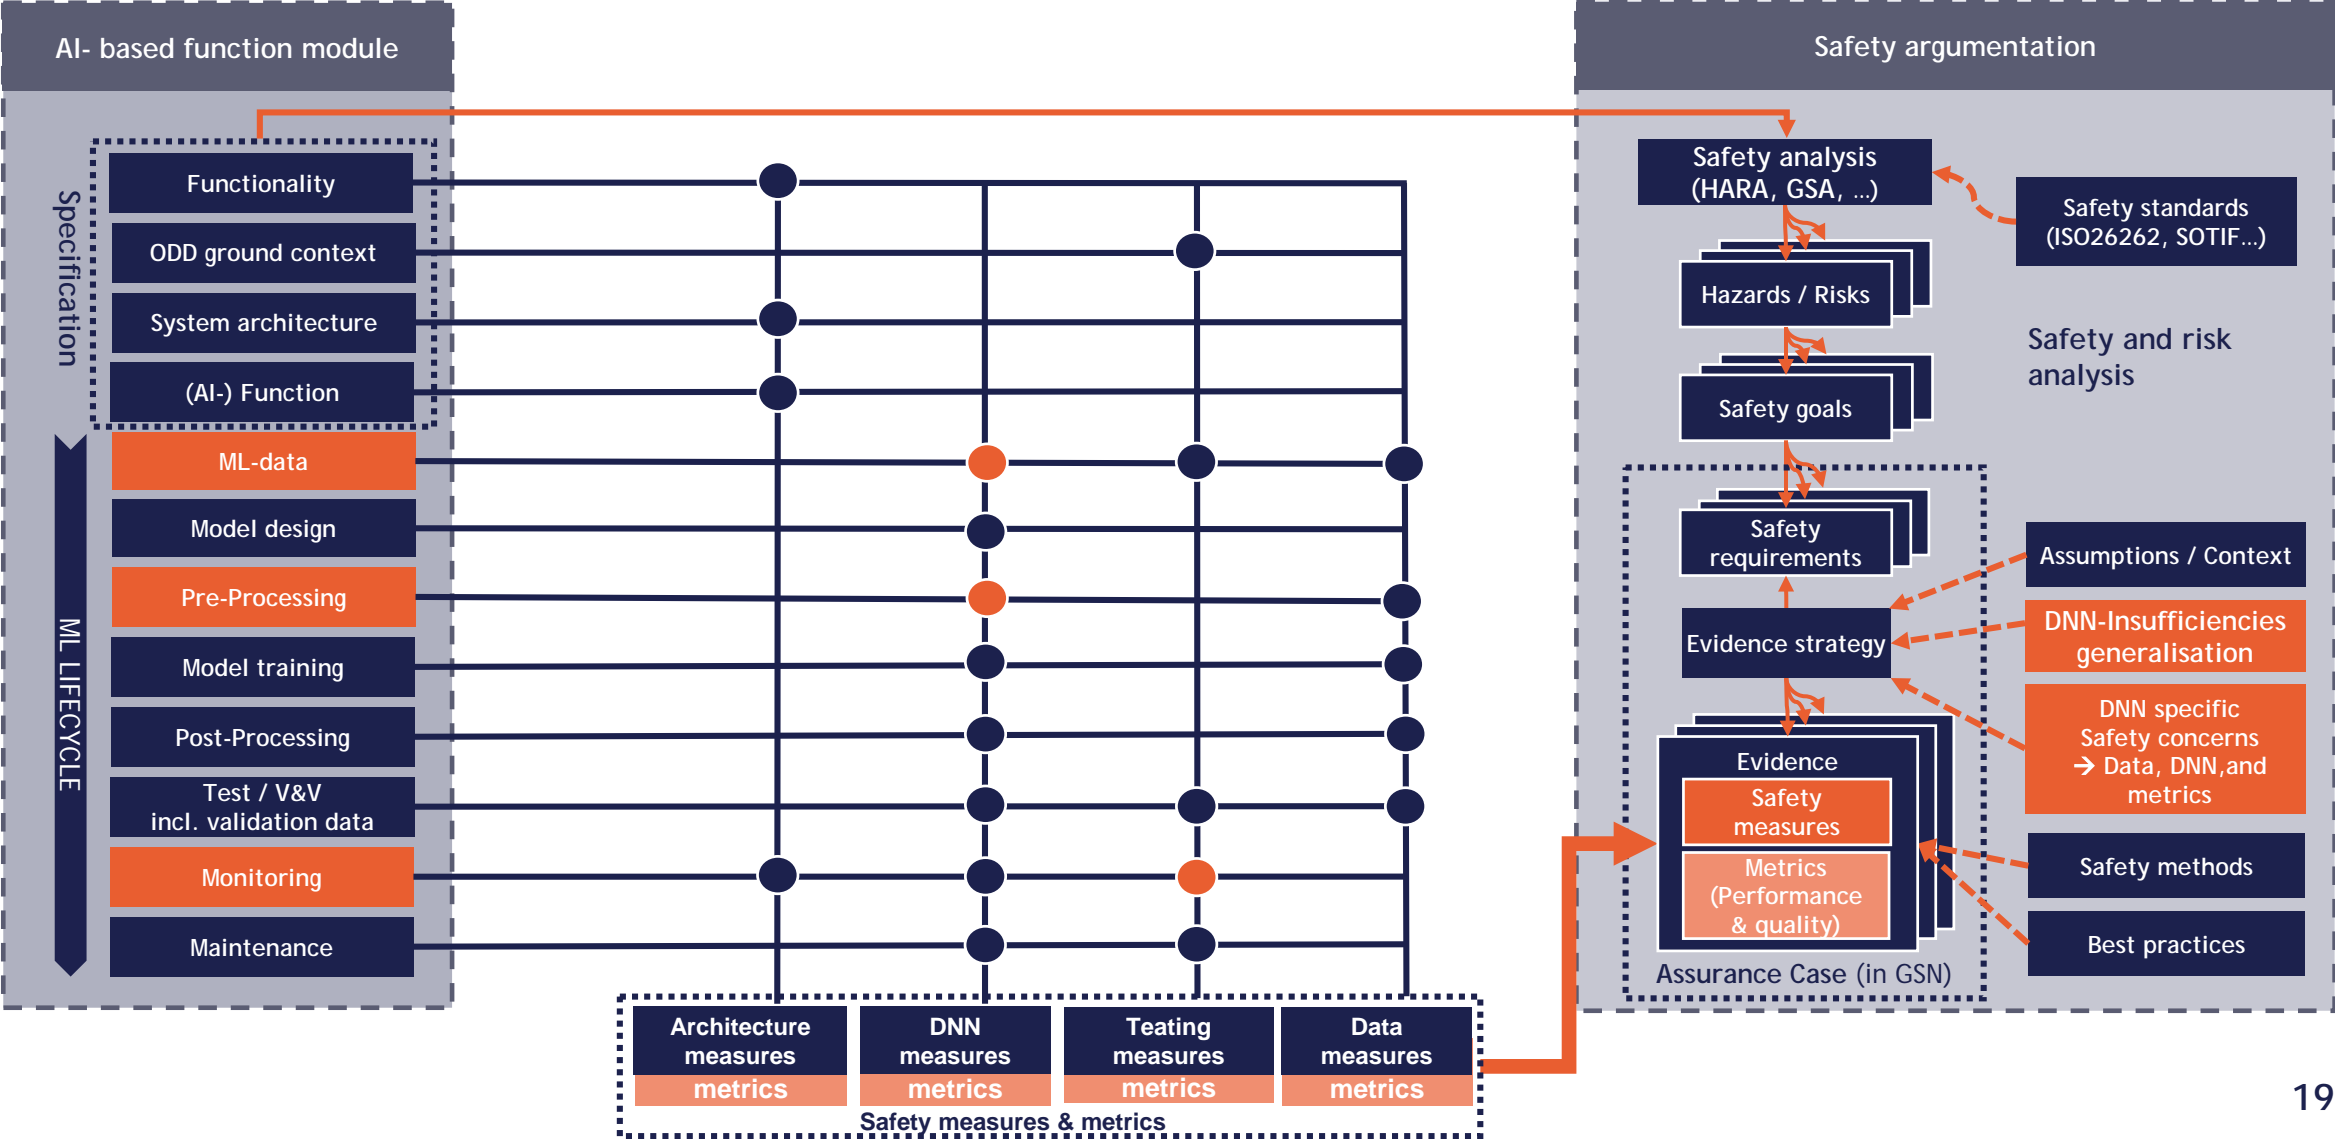 AI- based function module
Specification
Functionality
ODD ground context
System architecture
(AI-) Function
ML LIFECYCLE
ML-data
Model design
Pre-Processing
Model training
Post-Processing
Test / V&V
incl. validation data
Monitoring
Maintenance
Architecture
measures
metrics
DNN
measures
metrics
Teating
measures
metrics
Data
measures
metrics
Safety measures & metrics
Safety argumentation
Safety analysis
(HARA, GSA, ...)
Safety standards
(ISO26262, SOTIF...)
Hazards / Risks
Safety and risk
analysis
Safety goals
Safety
requirements
Assumptions / Context
Evidence strategy
DNN-Insufficiencies
generalisation
DNN specific
Safety concerns
→ Data, DNN,and
metrics
Evidence
Safety
measures
Metrics
(Performance
& quality)
Safety methods
Best practices
Assurance Case (in GSN)
19